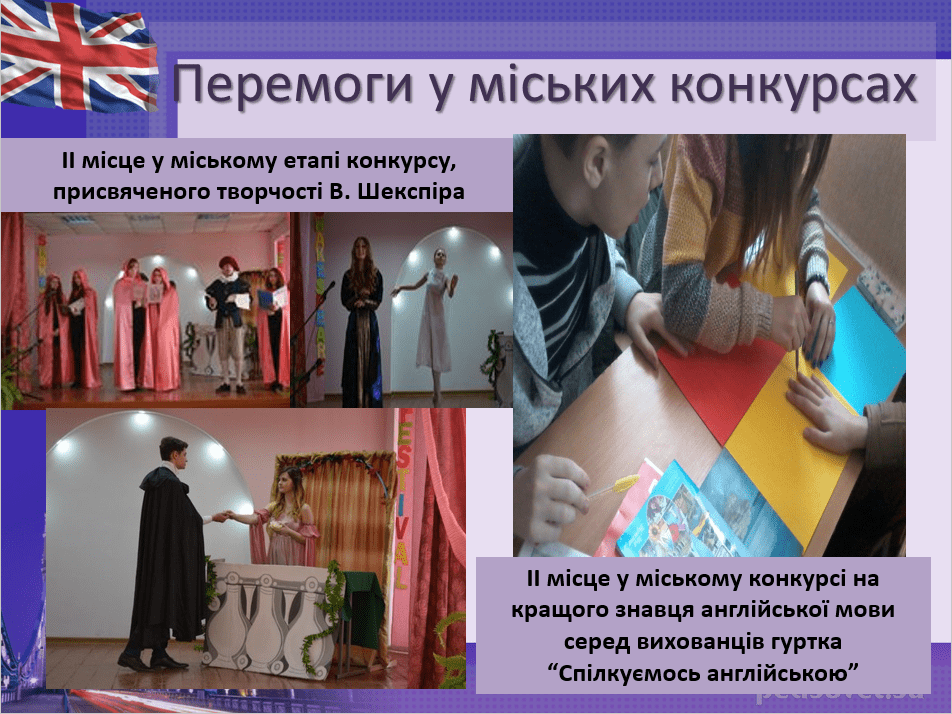 Перемоги у міських конкурсах
ІІ місце у міському етапі конкурсу,
присвяченого творчості В. Шекспіра
FESTIVAL
ІІ місце у міському конкурсі на
кращого знавця англійської мови
серед вихованців гуртка
“Спілкуємось англійською”
pedsovet.su